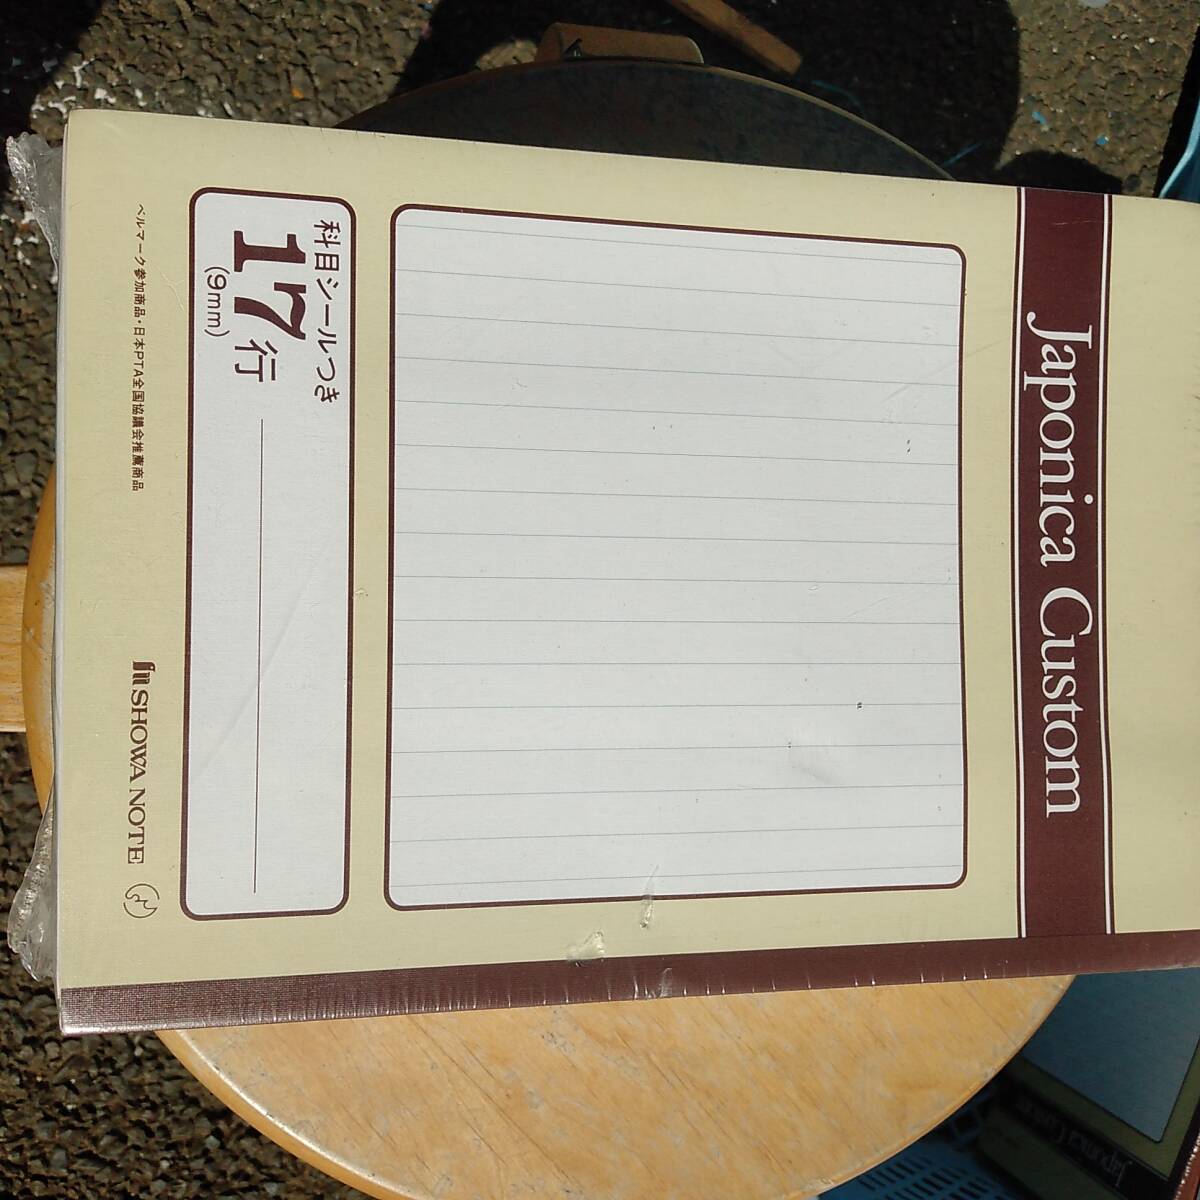 Japonica Custom
科目シールつき
17行
(9mm)
ベルマーク参加商品・日本PTA全国協議会推薦商品
SHOWA NOTE
Japonica Custom